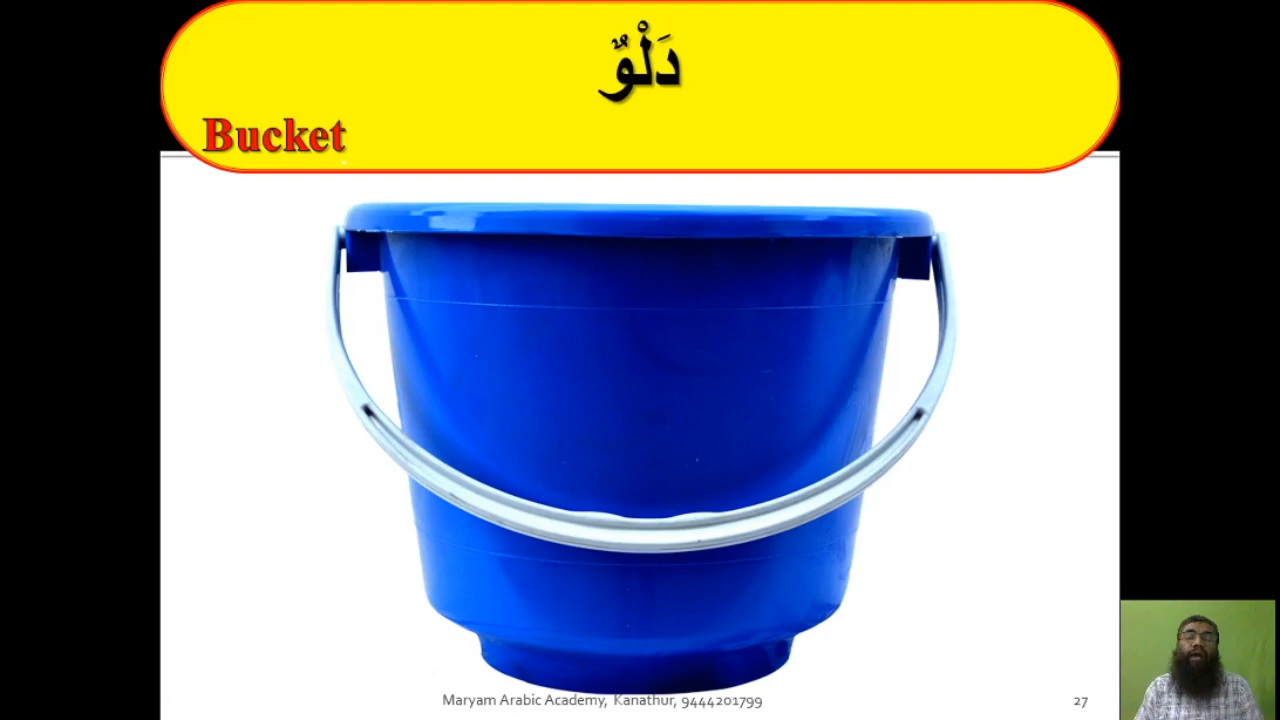 دَلْوٌ
Bucket
Maryam Arabic Academy, Kanathur, 9444201799
27